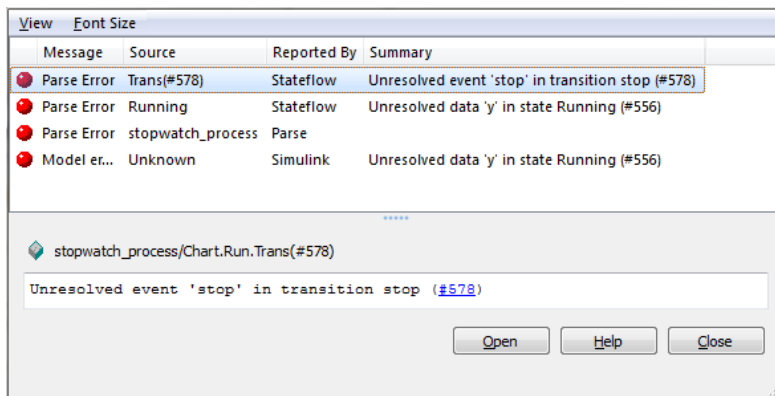 View Font Size
Message Source Reported By Summary
Parse Error Trans(#578) Stateflow Unresolved event 'stop' in transition stop (#578)
Parse Error Running Stateflow Unresolved data 'y' in state Running (#556)
Parse Error stopwatch_process Parse
Model er... Unknown Simulink Unresolved data 'y' in state Running (#556)
stopwatch_process/Chart.Run.Trans(#578)
Unresolved event 'stop' in transition stop (#578)
Open Help Close